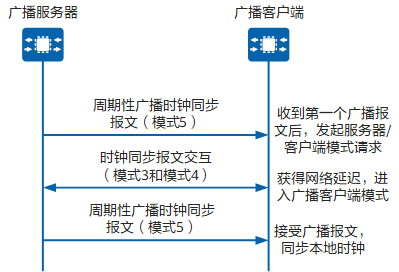 广播服务器
广播客户端
周期性广播时钟同步
报文（模式5）
收到第一个广播报
文后，发起服务器/
客户端模式请求
时钟同步报文交互
（模式3和模式4）
获得网络延迟，进
入广播客户端模式
周期性广播时钟同步
报文（模式5）
接受广播报文，
同步本地时钟